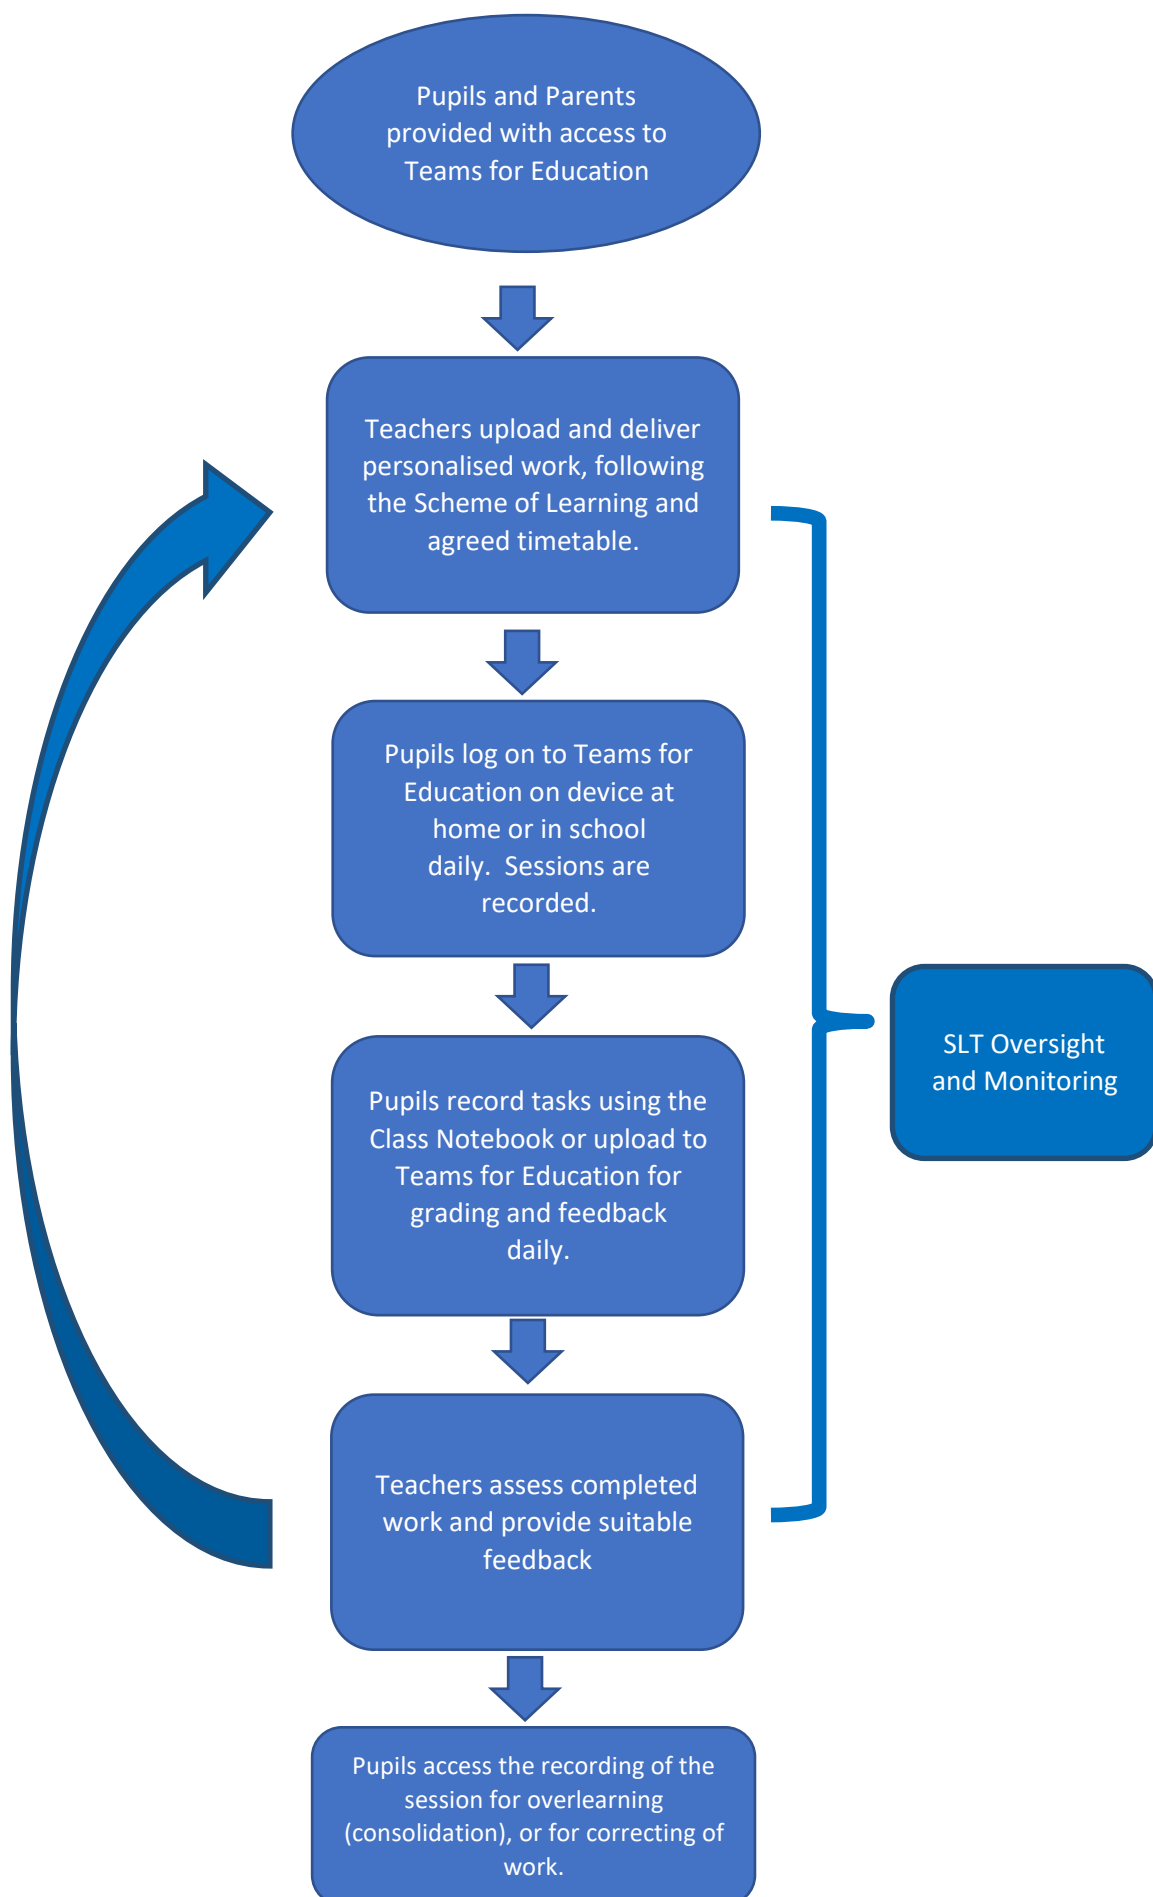 Pupils and Parents
provided with access to
Teams for Education
Teachers upload and deliver
personalised work, following
the Scheme of Learning and
agreed timetable.
Pupils log on to Teams for
Education on device at
home or in school
daily.  Sessions are
recorded.
SLT Oversight
and Monitoring
Pupils record tasks using the
Class Notebook or upload to
Teams for Education for
grading and feedback
daily.
Teachers assess completed
work and provide suitable
feedback
Pupils access the recording of the
session for overlearning
(consolidation), or for correcting of
work.